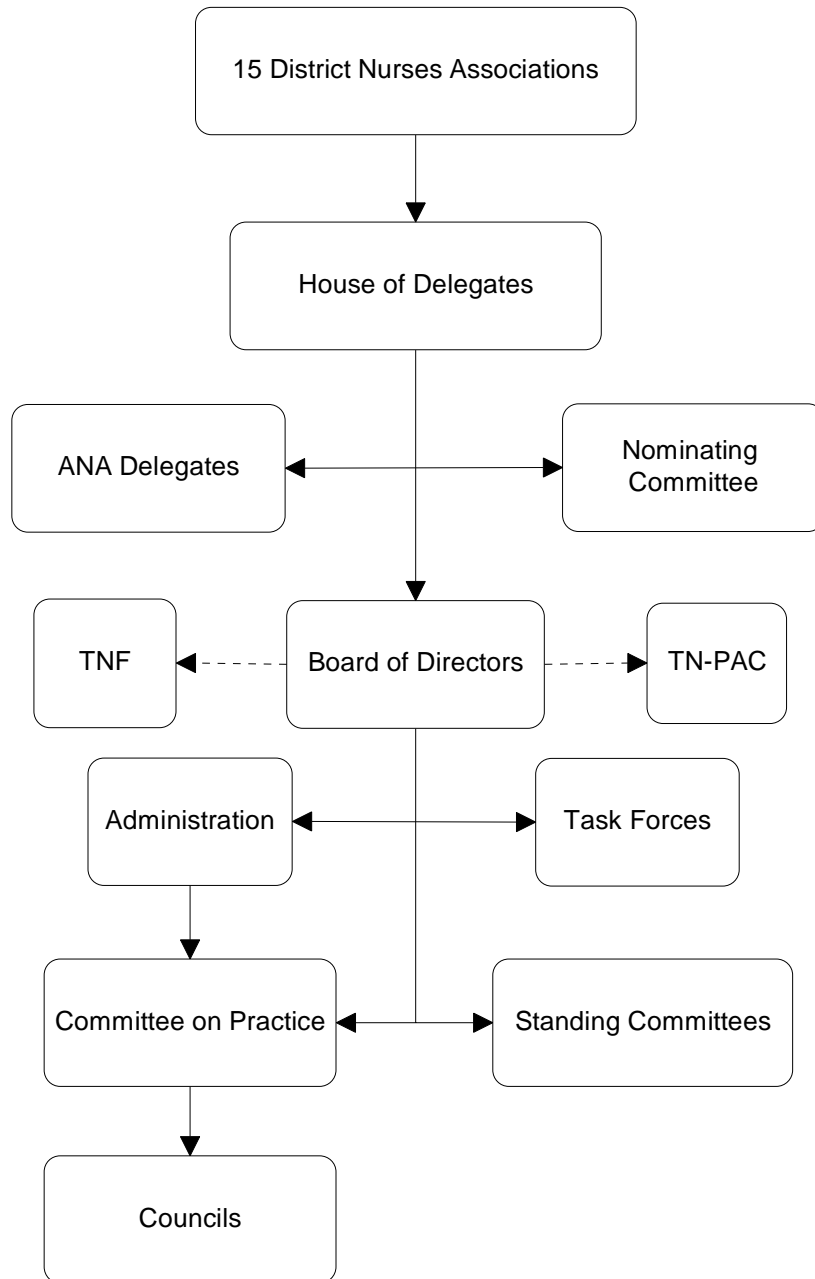 15 District Nurses Associations
House of Delegates
ANA Delegates
Nominating
Committee
TNF
Board of Directors
TN-PAC
Administration
Task Forces
Committee on Practice
Standing Committees
Councils